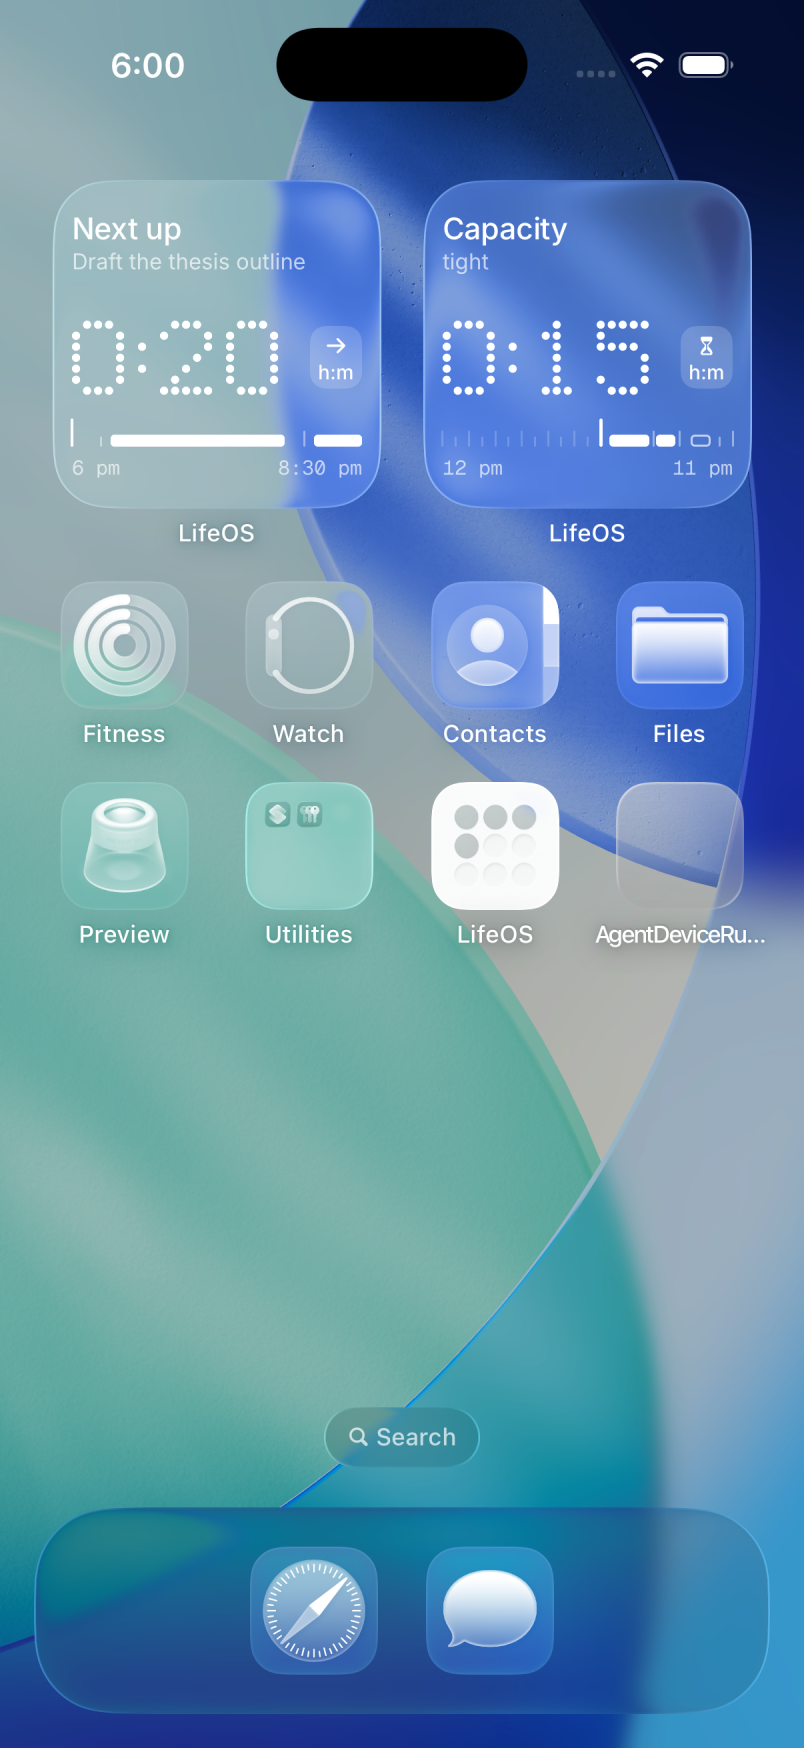 6:00
Next up
Draft the thesis outline
0:20
h:m
6 pm
8:30 pm
LifeOS
Capacity
tight
0:15
h:m
12 pm
11 pm
LifeOS
Fitness
Watch
Contacts
Files
Preview
Utilities
LifeOS
AgentDeviceRu...
Search